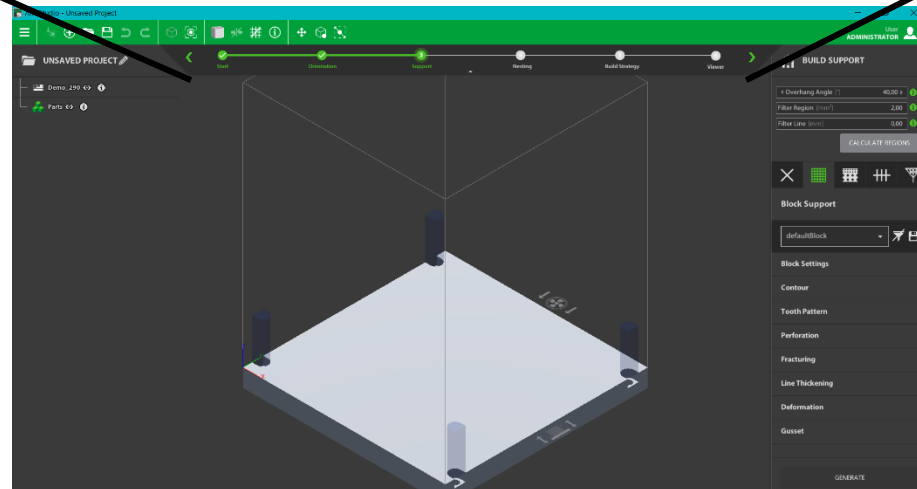 Studio - Unsaved Project
User
ADMINISTRATOR
UNSAVED PROJECT
Start
Orientation
3
Support
Nesting
Build Strategy
Viewer
BUILD SUPPORT
Demo_290
Parts
Overhang Angle [°] 40,00
Filter Region [mm²] 2,00
Filter Line [mm] 0,00
CALCULATE REGIONS
Block Support
defaultBlock
Block Settings
Contour
Tooth Pattern
Perforation
Fracturing
Line Thickening
Deformation
Gusset
GENERATE